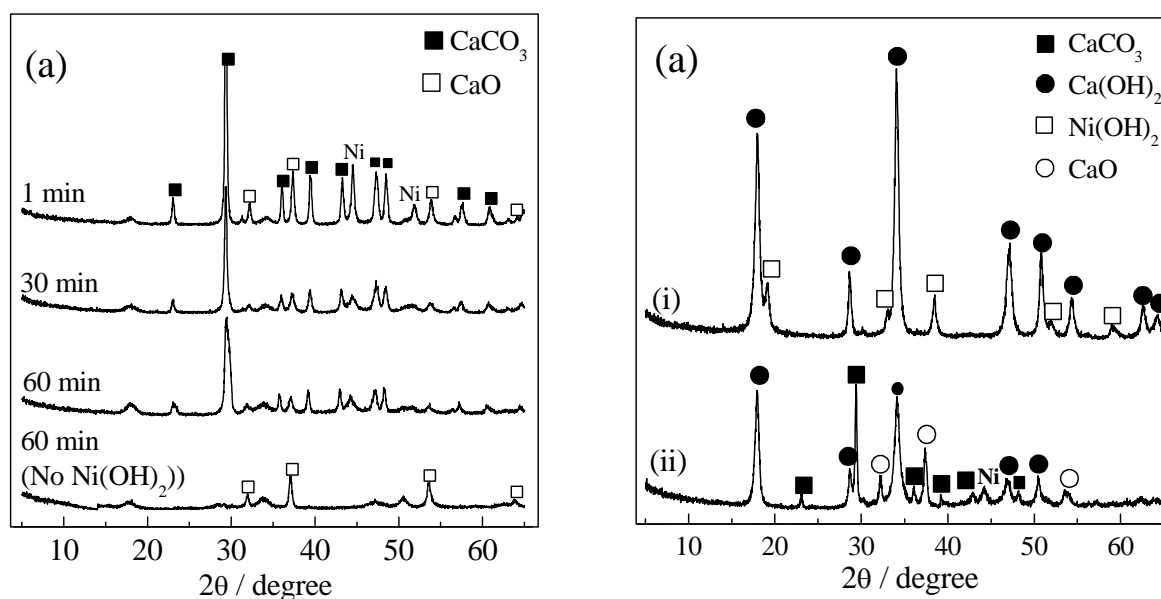 (a)
■ CaCO₃
□ CaO
1 min
Ni
Ni
30 min
60 min
60 min
(No Ni(OH)₂))
10 20 30 40 50 60
2θ / degree
(a)
■ CaCO₃
● Ca(OH)₂
□ Ni(OH)₂
○ CaO
(i)
(ii)
Ni
10 20 30 40 50 60
2θ / degree